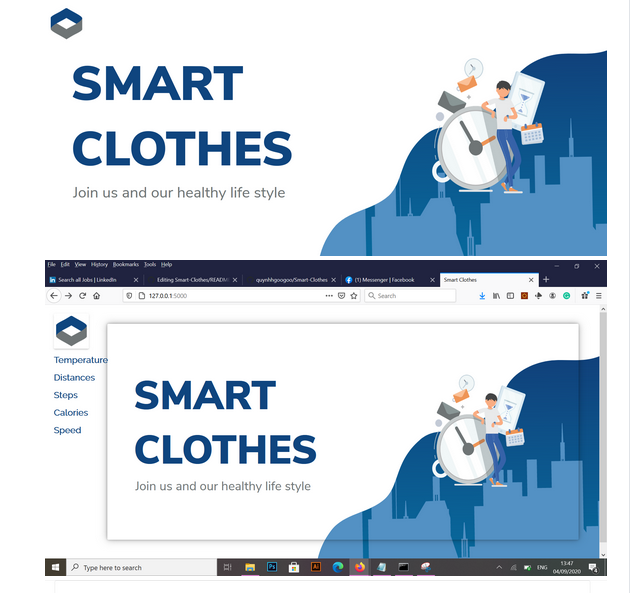 SMART
CLOTHES
Join us and our healthy life style
File Edit View History Bookmarks Tools Help
Search all Jobs | LinkedIn
Editing Smart-Clothes/README
quynhhgoogoo/Smart-Clothes
(1) Messenger | Facebook
Smart Clothes
127.0.0.1:5000
Search
Temperature
Distances
Steps
Calories
Speed
SMART
CLOTHES
Join us and our healthy life style
Type here to search
ENG
13:47
04/09/2020